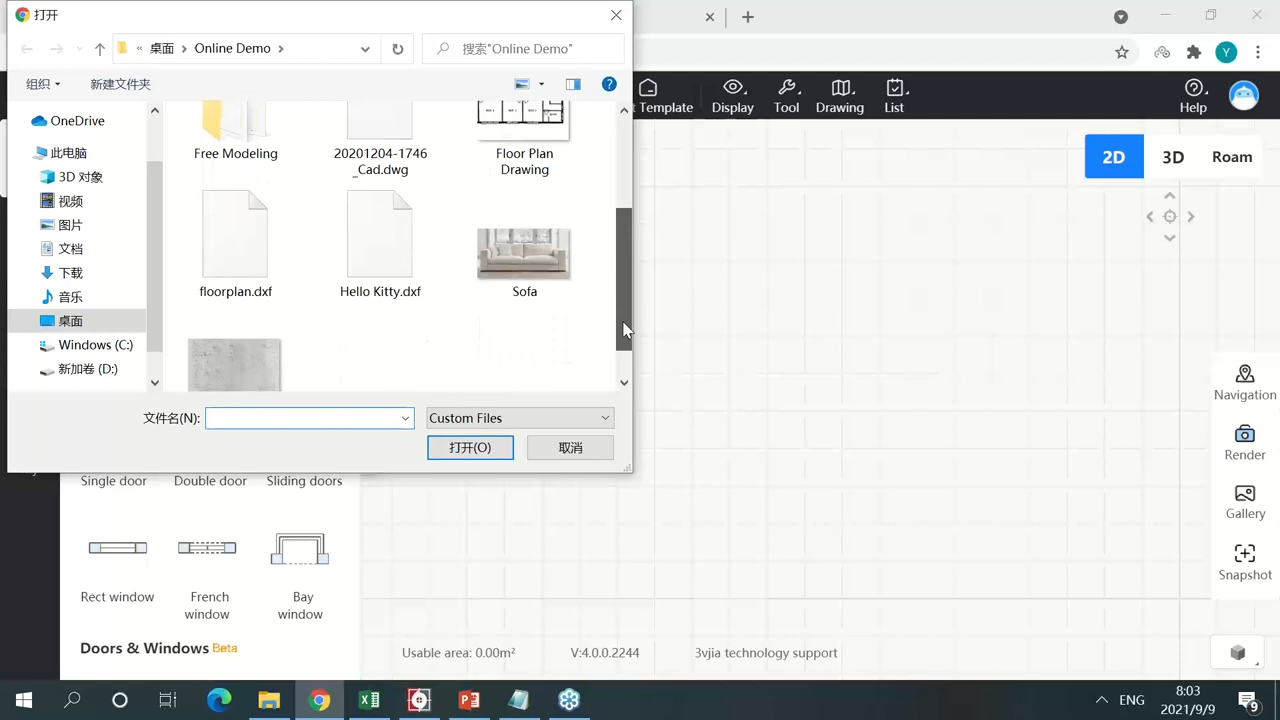 打开
桌面
Online Demo
搜索"Online Demo"
Y
组织
新建文件夹
t Template
Display
Tool
Drawing
List
Help
OneDrive
此电脑
3D 对象
视频
图片
文档
下载
音乐
桌面
Windows (C:)
新加卷 (D:)
Free Modeling
20201204-1746
_Cad.dwg
Floor Plan
Drawing
floorplan.dxf
Hello Kitty.dxf
Sofa
2D
3D
Roam
文件名(N):
Custom Files
打开(O)
取消
Navigation
Render
Gallery
Snapshot
Single door
Double door
Sliding doors
Rect window
French
window
Bay
window
Doors & Windows Beta
Usable area: 0.00m²
V:4.0.0.2244
3vjia technology support
ENG
8:03
2021/9/9
9